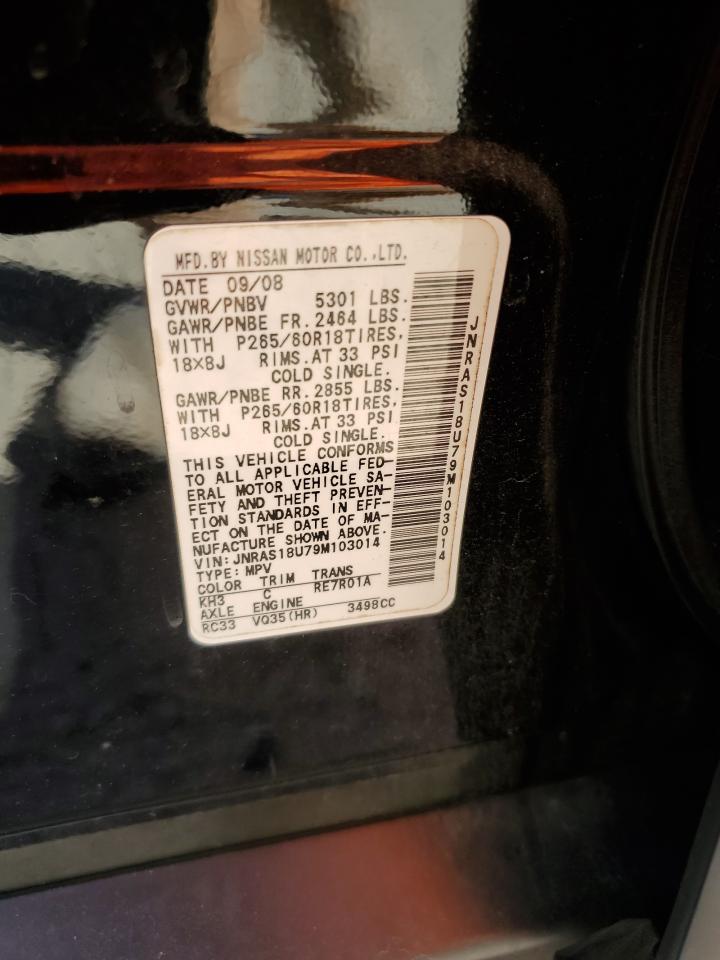 MFD.BY NISSAN MOTOR CO.,LTD.
DATE 09/08
GVWR/PNBV 5301 LBS.
GAWR/PNBE FR. 2464 LBS.
WITH P265/60R18TIRES,
18×8J RIMS.AT 33 PSI
COLD SINGLE.
GAWR/PNBE RR. 2855 LBS.
WITH P265/60R18TIRES,
18×8J RIMS.AT 33 PSI
COLD SINGLE.
THIS VEHICLE CONFORMS
TO ALL APPLICABLE FED-
ERAL MOTOR VEHICLE SA-
FETY AND THEFT PREVEN-
TION STANDARDS IN EFF-
ECT ON THE DATE OF MA-
NUFACTURE SHOWN ABOVE.
VIN: JNRAS18U79M103014
TYPE: MPV
COLOR TRIM TRANS
KH3 C RE7R01A
AXLE ENGINE
RC33 VQ35(HR) 3498CC
JNRAS18U79M103014